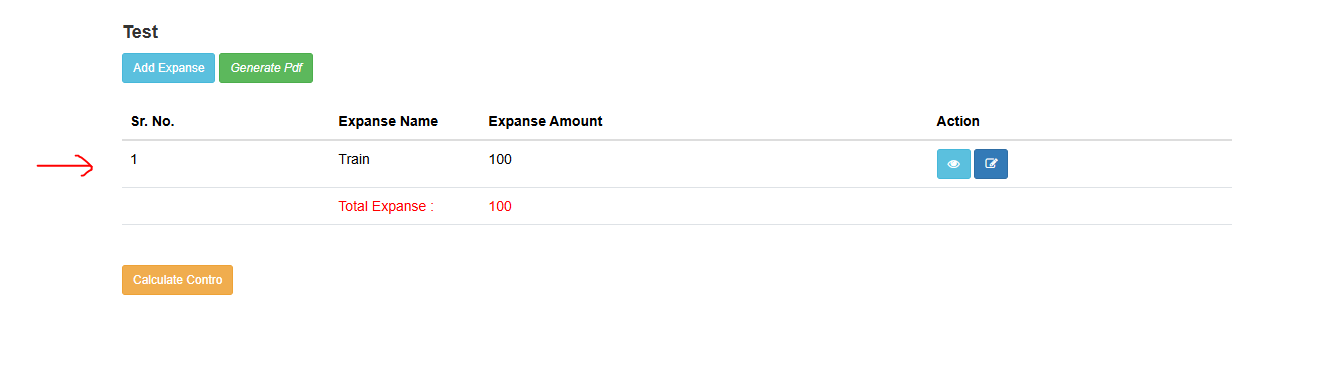 Test
Add Expanse Generate Pdf
Sr. No. Expanse Name Expanse Amount Action
1 Train 100
Total Expanse : 100
Calculate Contro